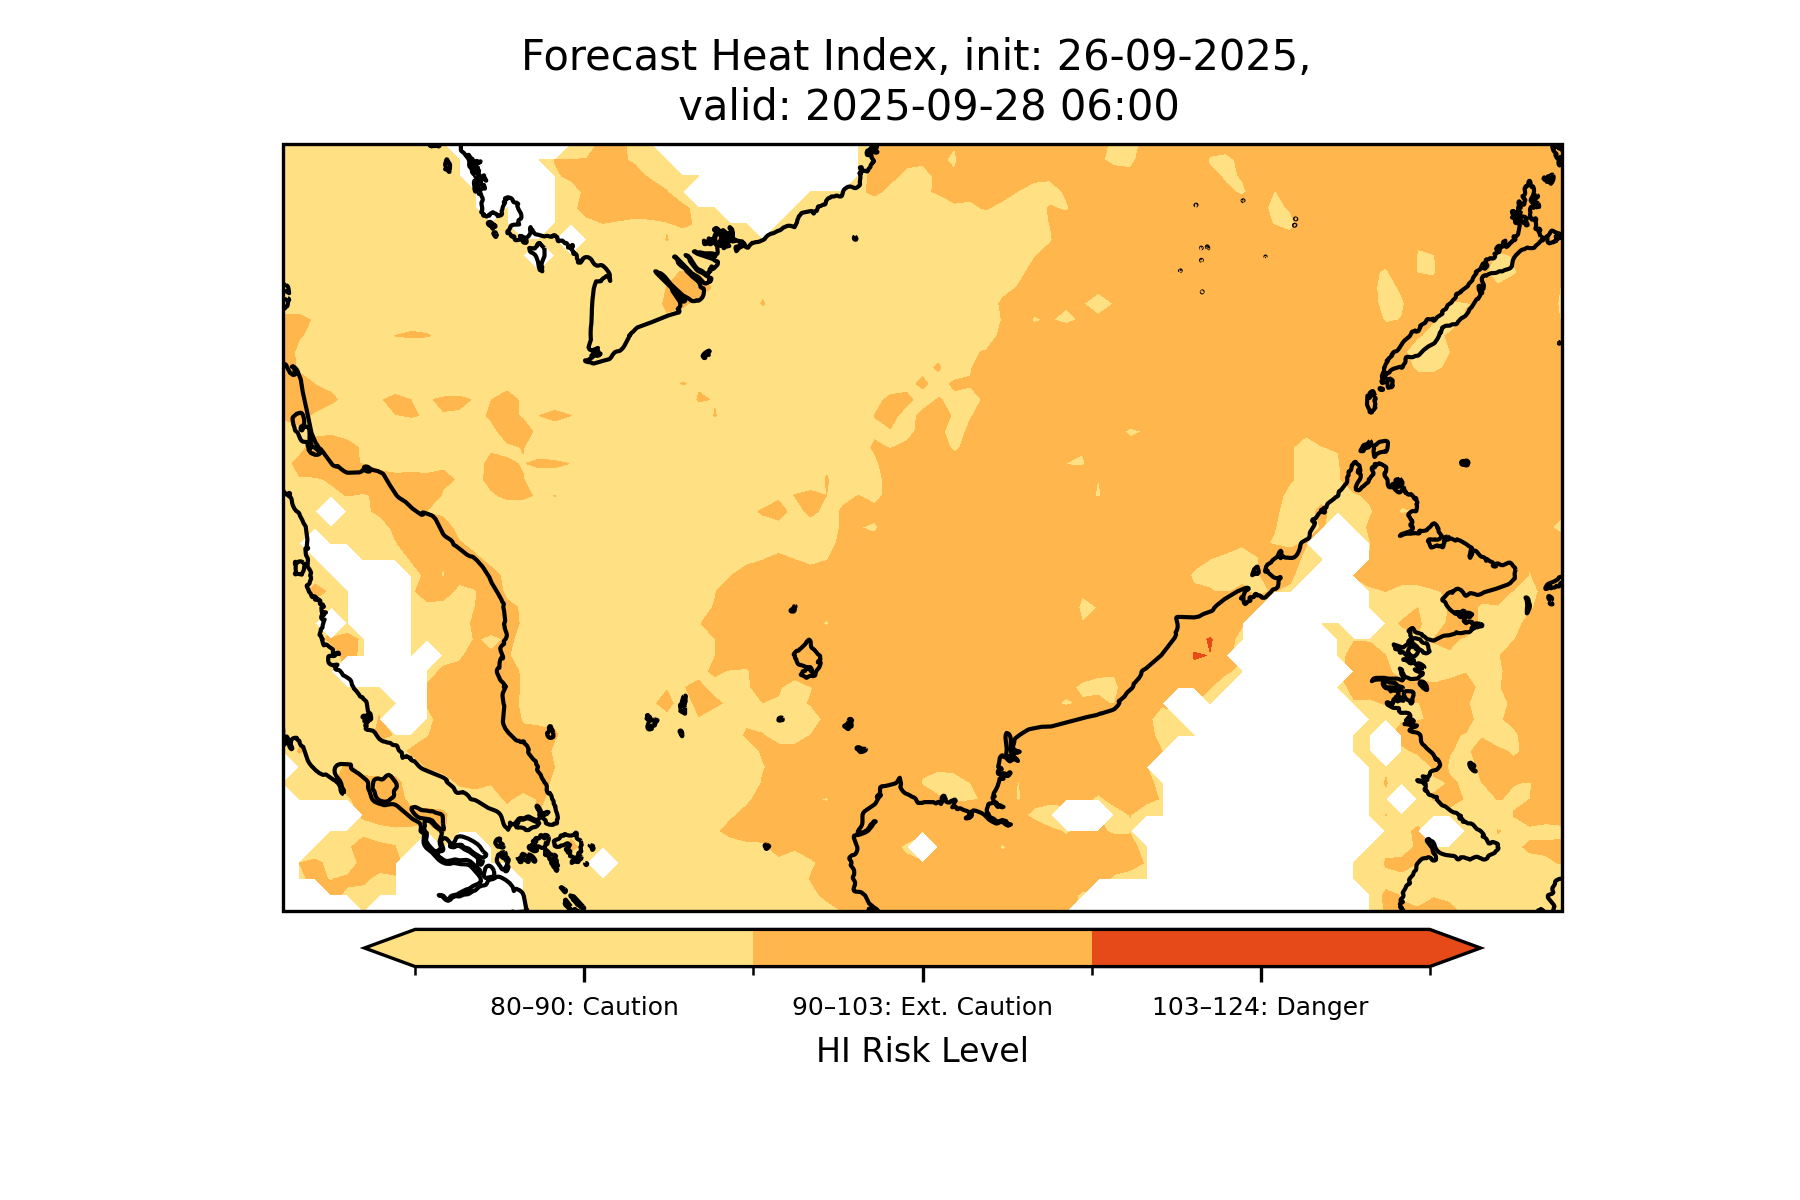 Forecast Heat Index, init: 26-09-2025,
valid: 2025-09-28 06:00
80–90: Caution
90–103: Ext. Caution
103–124: Danger
HI Risk Level